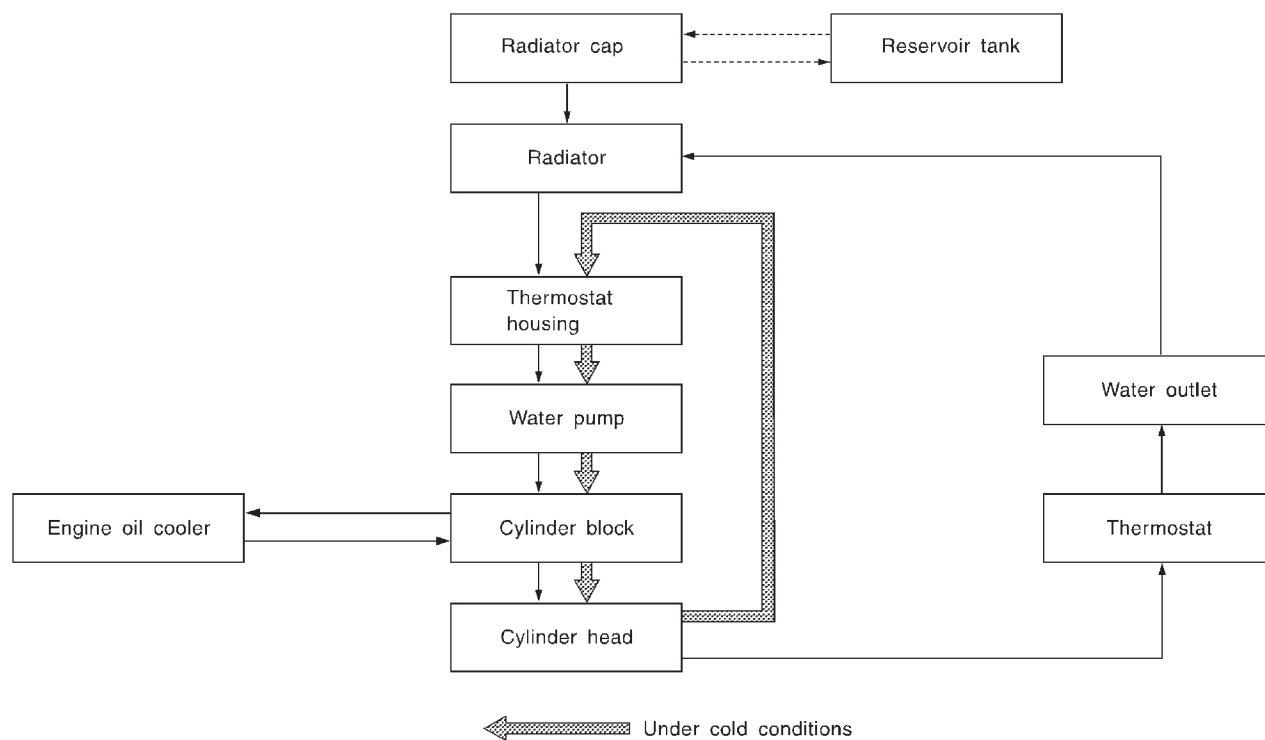 Radiator cap
Reservoir tank
Radiator
Thermostat
housing
Water outlet
Water pump
Engine oil cooler
Cylinder block
Thermostat
Cylinder head
Under cold conditions